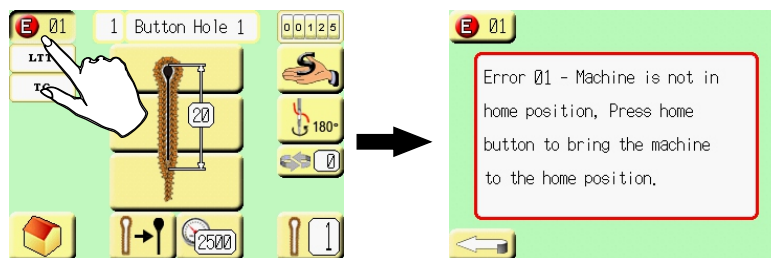 E 01
1 Button Hole 1
00125
LTT
20
180°
0
2500
1
E 01
Error 01 - Machine is not in
home position, Press home
button to bring the machine
to the home position.